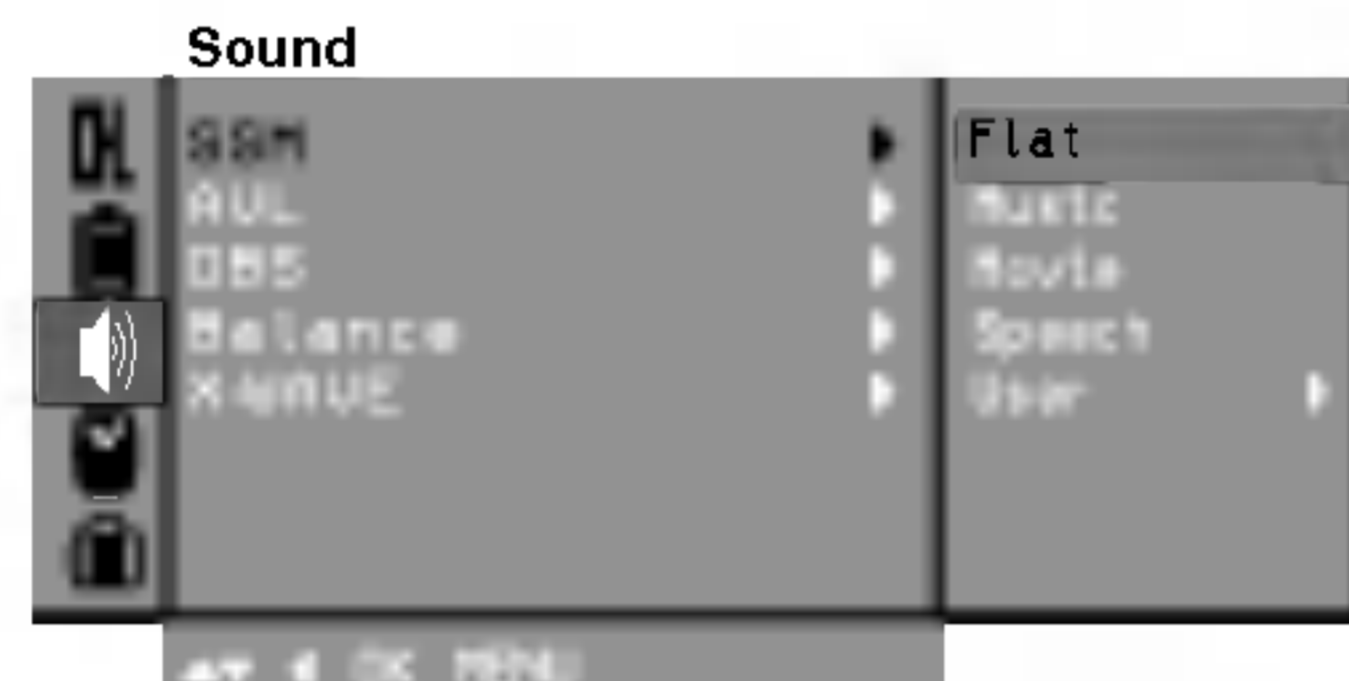 Sound
SSM
AVL
DBS
Balance
X-WAVE
Flat
Music
Movie
Speech
User
OK MENU